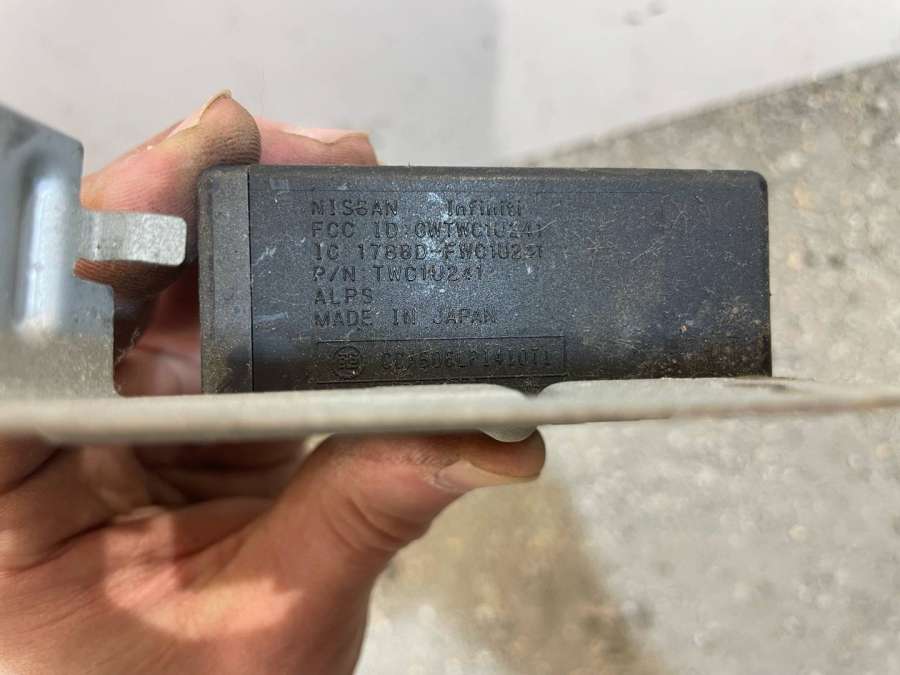 NISSAN Infiniti
FCC ID:CWTWC1U241
IC 1788D-FWC1U241
P/N:TWC1U241
ALPS
MADE IN JAPAN